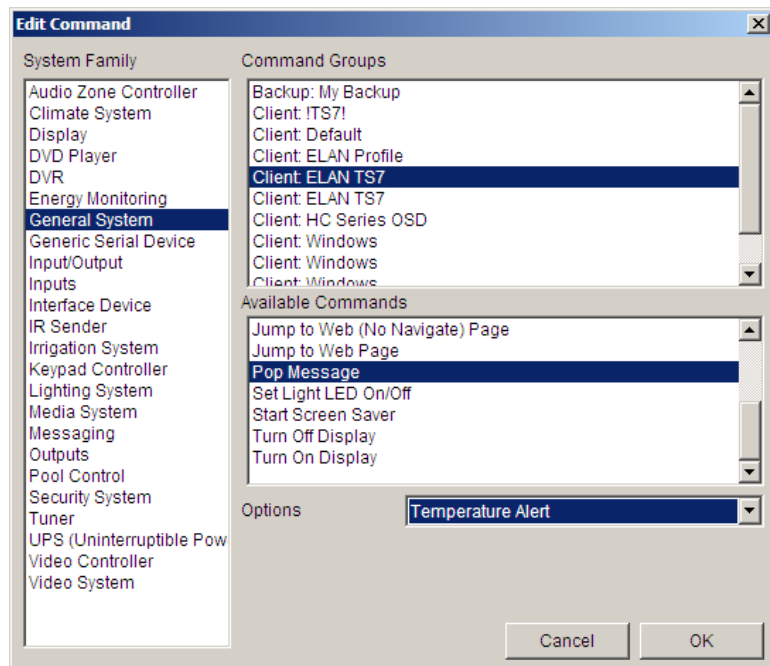 Edit Command
System Family
Audio Zone Controller
Climate System
Display
DVD Player
DVR
Energy Monitoring
General System
Generic Serial Device
Input/Output
Inputs
Interface Device
IR Sender
Irrigation System
Keypad Controller
Lighting System
Media System
Messaging
Outputs
Pool Control
Security System
Tuner
UPS (Uninterruptible Pow
Video Controller
Video System
Command Groups
Backup: My Backup
Client: !TS7!
Client: Default
Client: ELAN Profile
Client: ELAN TS7
Client: ELAN TS7
Client: HC Series OSD
Client: Windows
Client: Windows
Client: Windows
Available Commands
Jump to Web (No Navigate) Page
Jump to Web Page
Pop Message
Set Light LED On/Off
Start Screen Saver
Turn Off Display
Turn On Display
Options
Temperature Alert
Cancel
OK